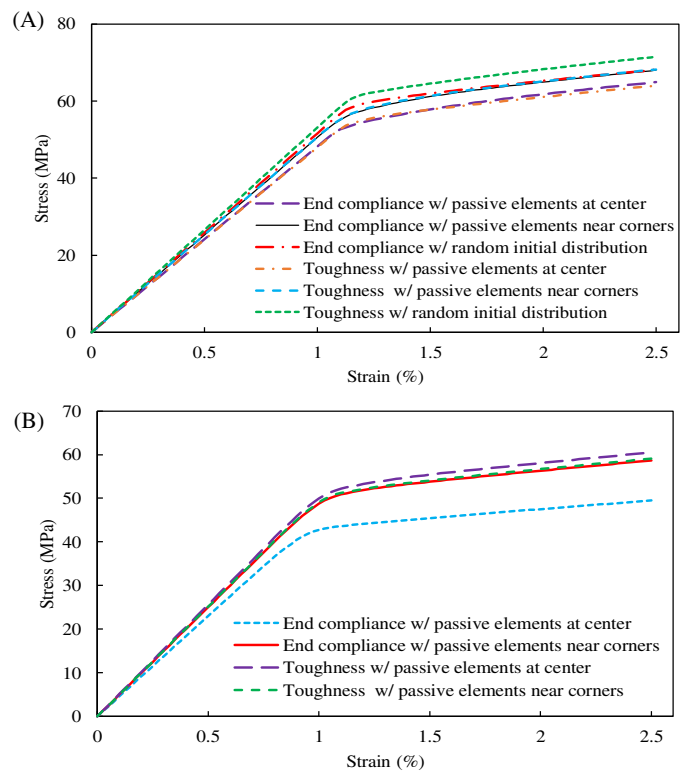 (A)
80
60
40
20
0
Stress (MPa)
End compliance w/ passive elements at center
End compliance w/ passive elements near corners
End compliance w/ random initial distribution
Toughness w/ passive elements at center
Toughness w/ passive elements near corners
Toughness w/ random initial distribution
0 0.5 1 1.5 2 2.5
Strain (%)
(B)
70
60
50
40
30
20
10
0
Stress (MPa)
End compliance w/ passive elements at center
End compliance w/ passive elements near corners
Toughness w/ passive elements at center
Toughness w/ passive elements near corners
0 0.5 1 1.5 2 2.5
Strain (%)